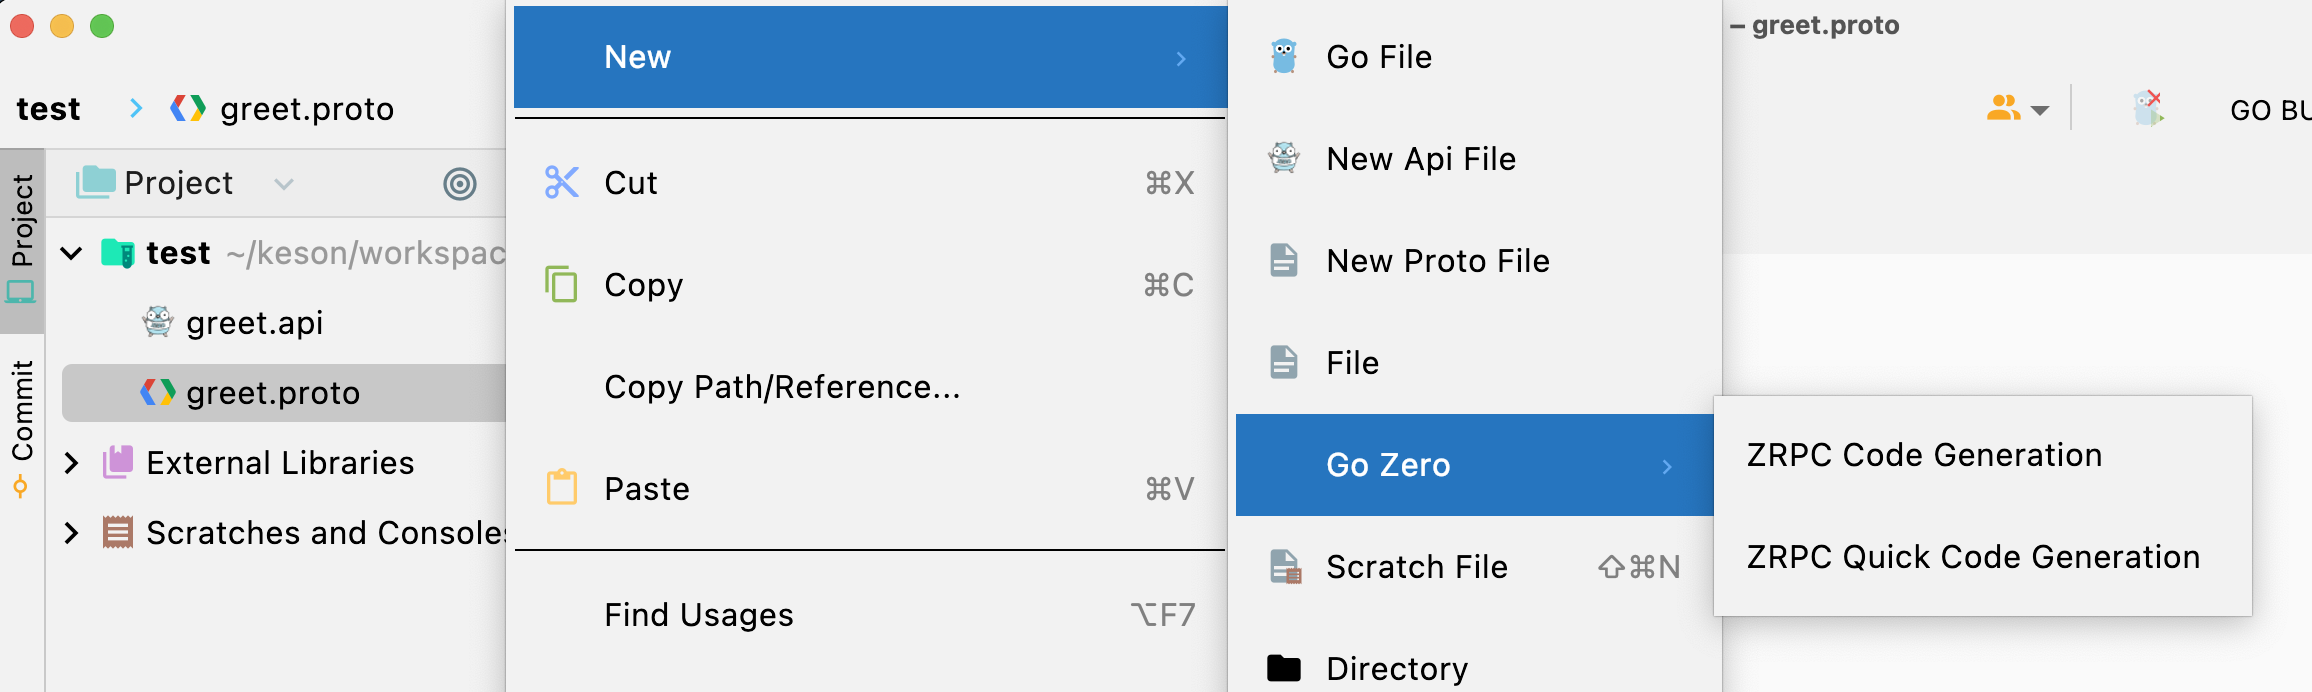 – greet.proto
test
greet.proto
GO BU
Project
Project
Commit
test ~/keson/workspac
greet.api
greet.proto
External Libraries
Scratches and Consoles
New
Cut ⌘X
Copy ⌘C
Copy Path/Reference...
Paste ⌘V
Find Usages ⌥F7
Go File
New Api File
New Proto File
File
Go Zero
Scratch File ⇧⌘N
Directory
ZRPC Code Generation
ZRPC Quick Code Generation